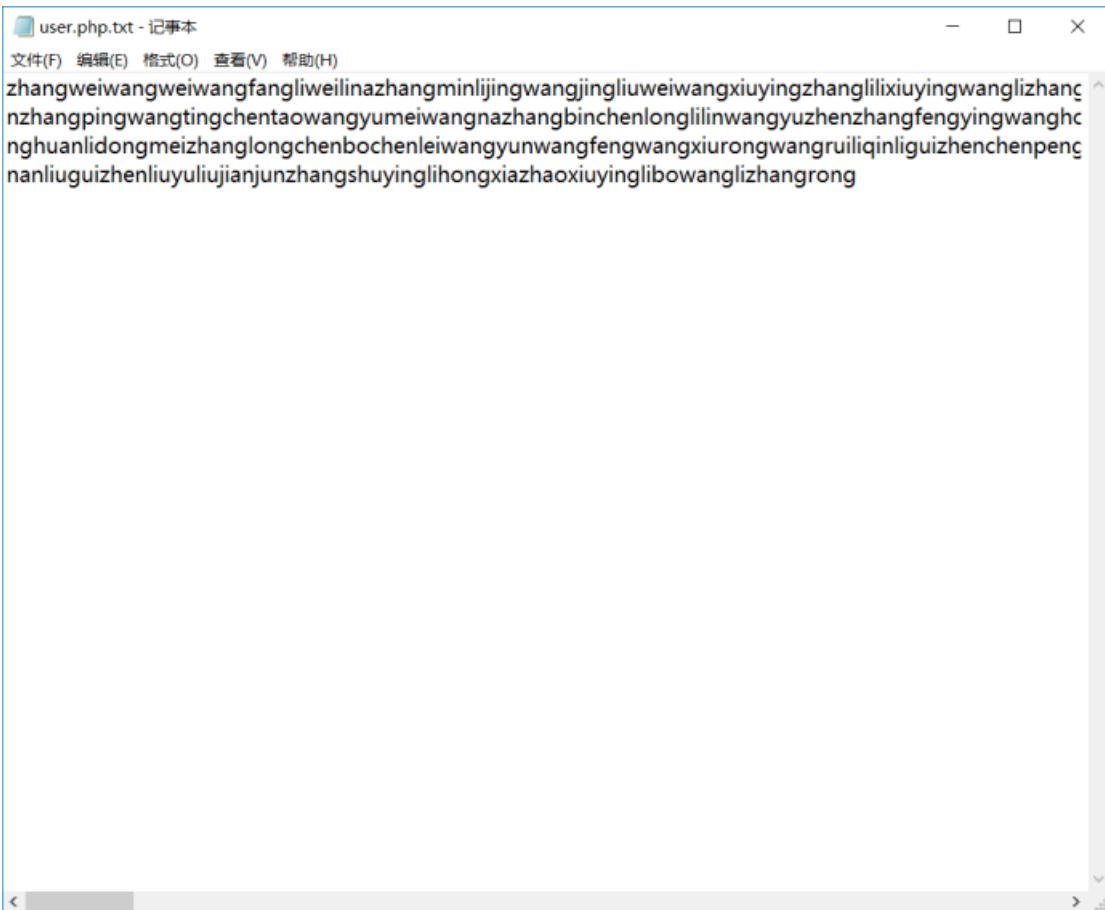 user.php.txt - 记事本
文件(F) 编辑(E) 格式(O) 查看(V) 帮助(H)
zhangweiwangweiwangfangliweilinazhangminlijingwangjingliuweiwangxiuyingzhanglilixiuyingwanglizhang
nzhangpingwangtingchentaowangyumeiwangnazhangbinchenlonglilinwangyuzhenzhangfengyingwangho
nghuanlidongmeizhanglongchenbochenleiwangyunwangfengwangxiurongwangruiliqinliguizhenchenpeng
nanliuguizhenliuyuliujianjunzhangshuyinglihongxiazhaoxiuyinglibowanglizhangrong